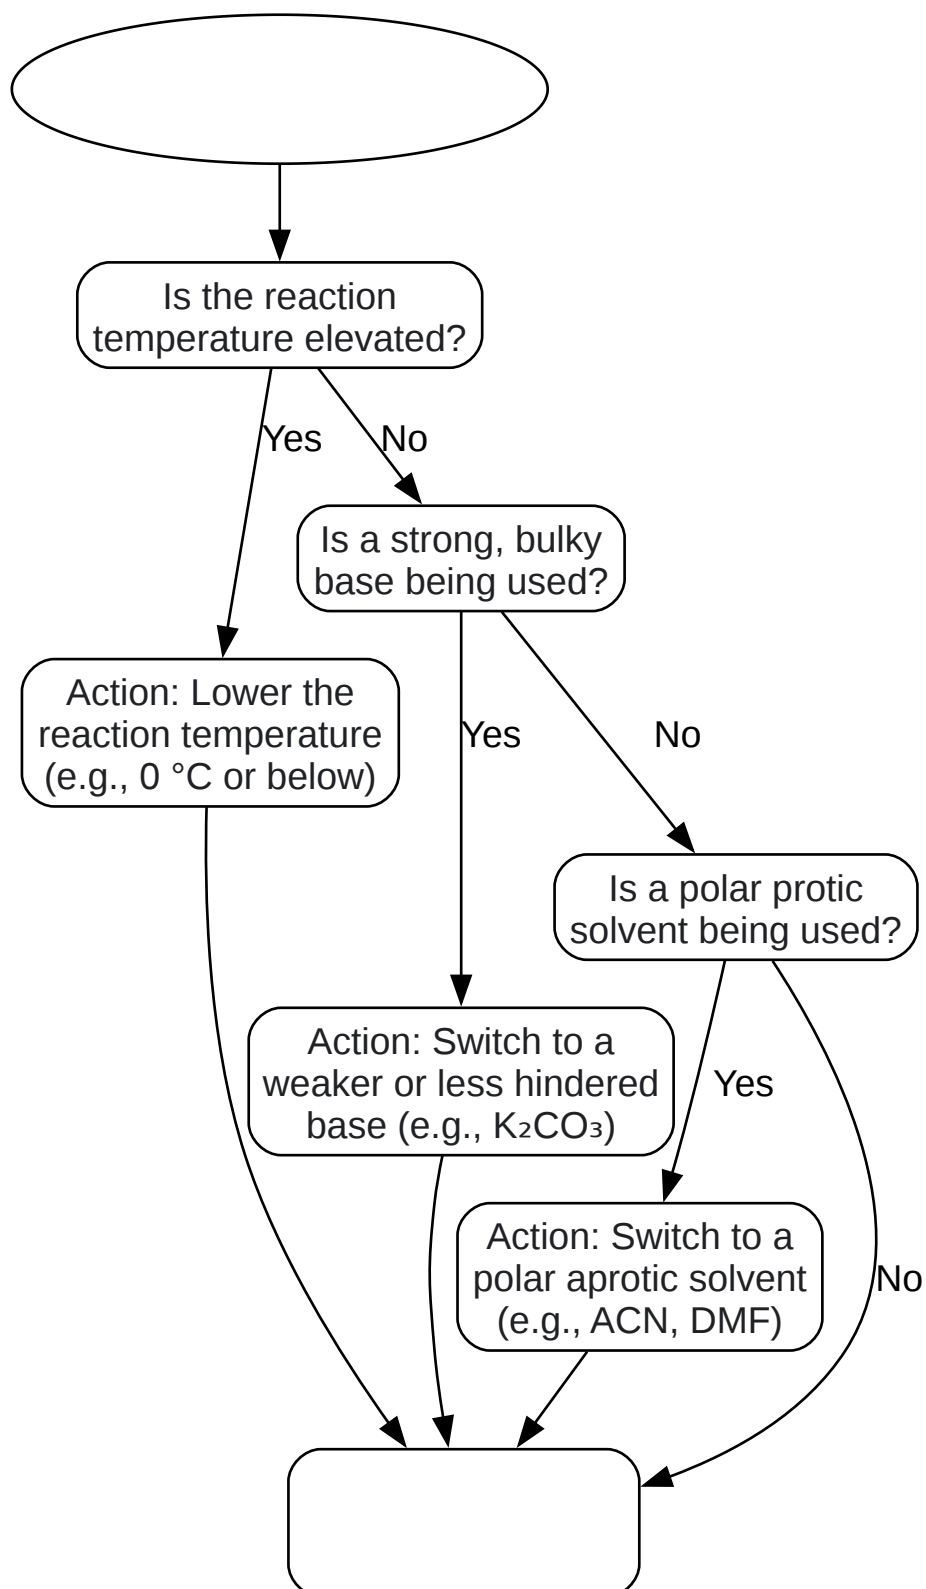 Is the reaction
temperature elevated?
Yes
No
Is a strong, bulky
base being used?
Action: Lower the
reaction temperature
(e.g., 0 °C or below)
Yes
No
Is a polar protic
solvent being used?
Action: Switch to a
weaker or less hindered
base (e.g., K₂CO₃)
Yes
Action: Switch to a
polar aprotic solvent
(e.g., ACN, DMF)
No